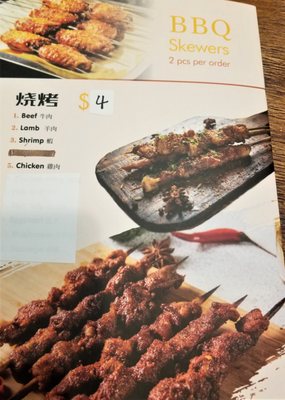 BBQ
Skewers
2 pcs per order
烧烤 $4
1. Beef 牛肉
2. Lamb 羊肉
3. Shrimp 蝦
5. Chicken 雞肉